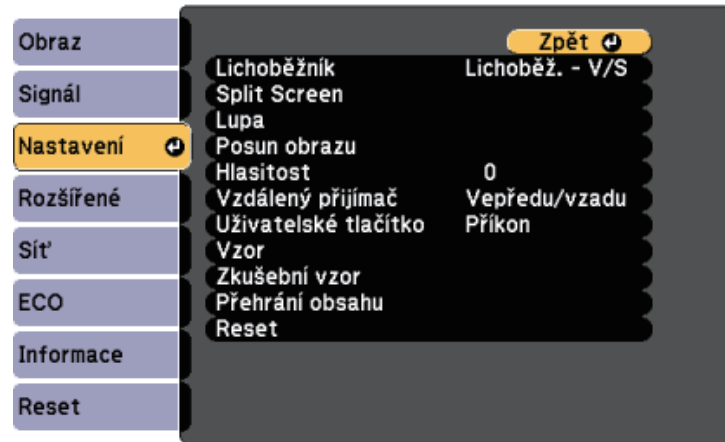 Obraz
Signál
Nastavení
Rozšířené
Síť
ECO
Informace
Reset
Zpět
Lichoběžník Lichoběž. - V/S
Split Screen
Lupa
Posun obrazu
Hlasitost 0
Vzdálený přijímač Vepředu/vzadu
Uživatelské tlačítko Příkon
Vzor
Zkušební vzor
Přehrání obsahu
Reset